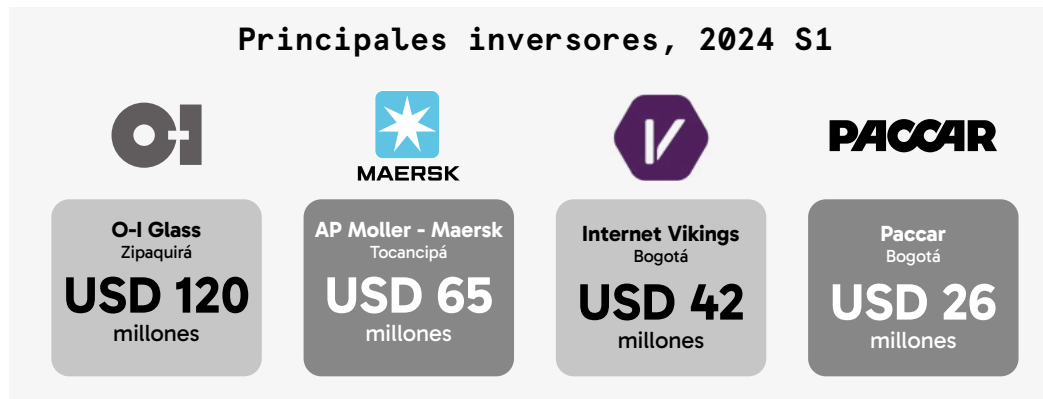 Principales inversores, 2024 S1
O-I
MAERSK
PACCAR
O-I Glass
Zipaquirá
USD 120
millones
AP Moller - Maersk
Tocancipá
USD 65
millones
Internet Vikings
Bogotá
USD 42
millones
Paccar
Bogotá
USD 26
millones